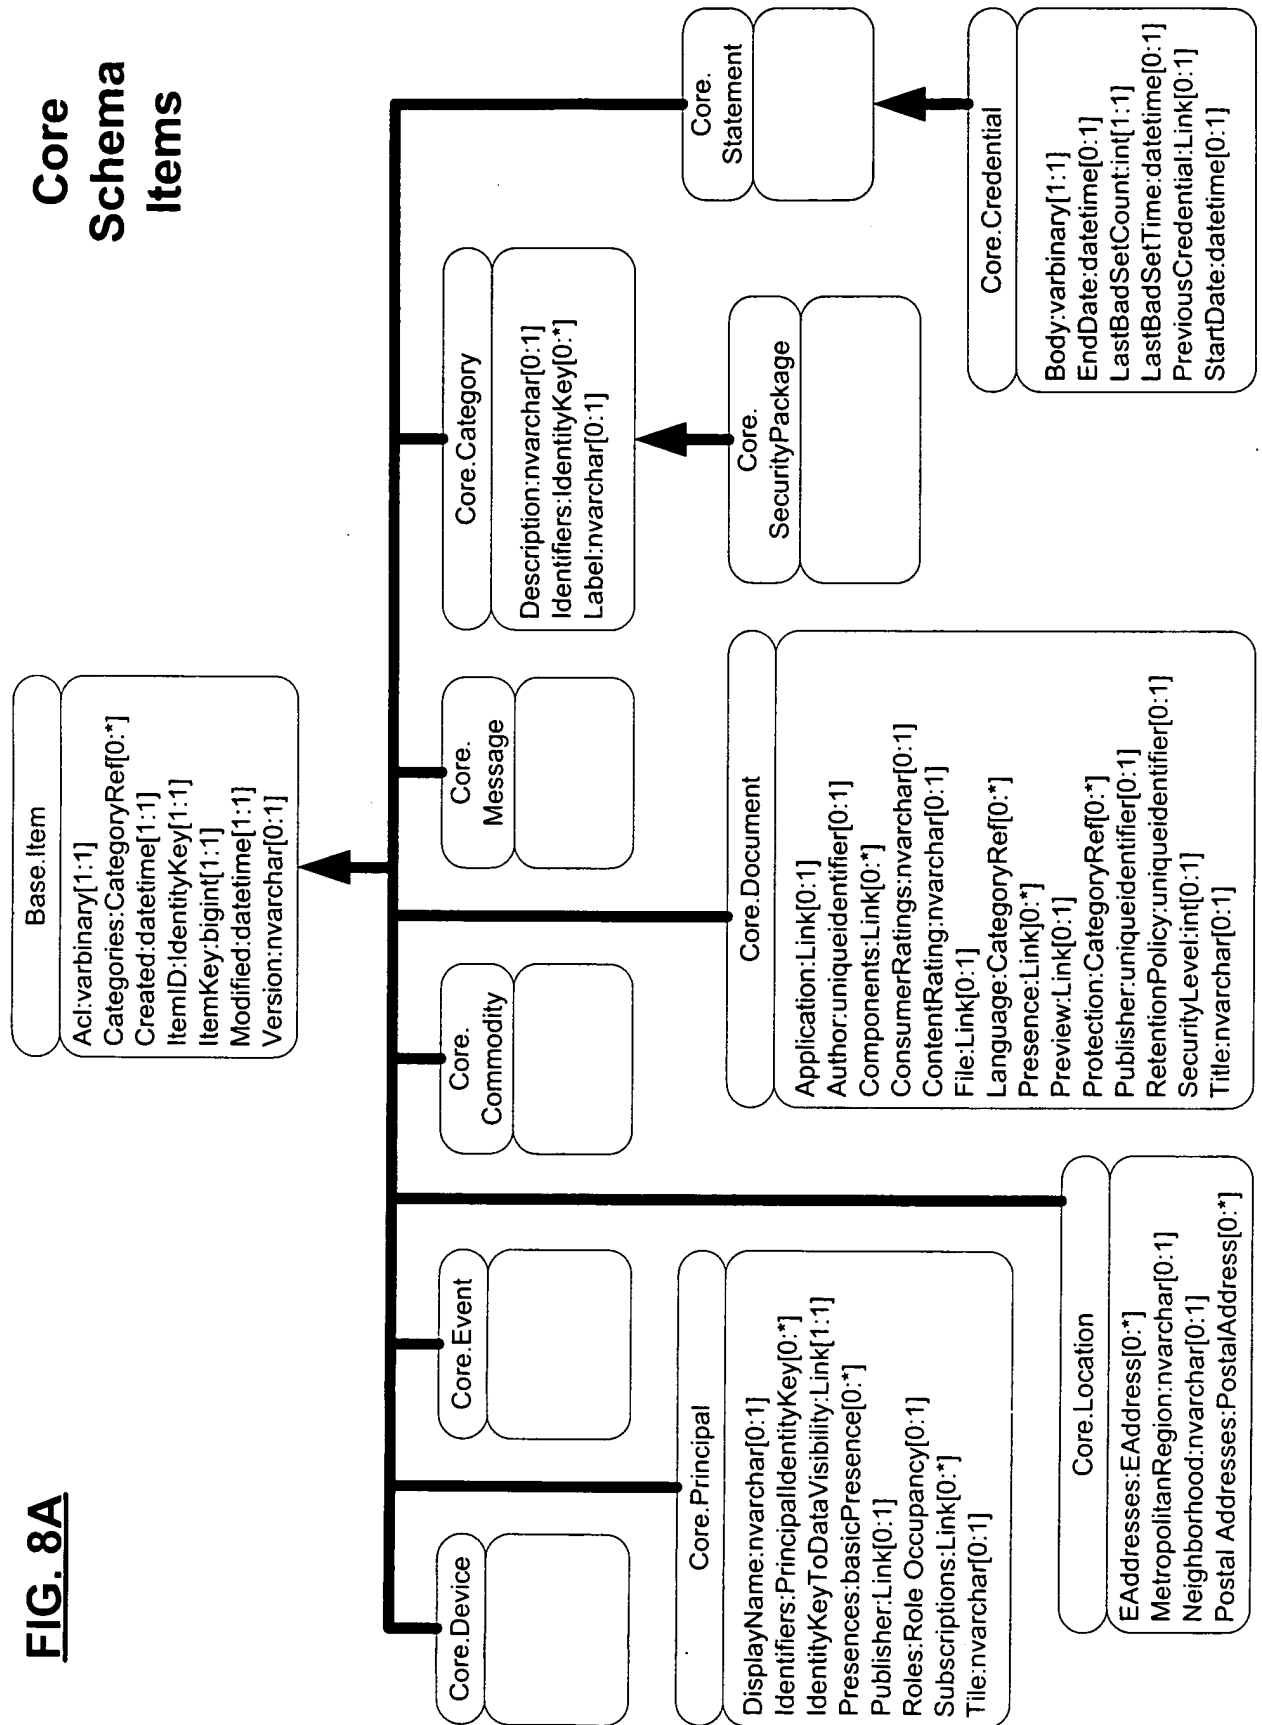 FIG. 8A
Core
Schema
Items
Base.Item
Acl:varbinary[1:1]
Categories:CategoryRef[0:*]
Created:datetime[1:1]
ItemID:IdentityKey[1:1]
ItemKey:bigint[1:1]
Modified:datetime[1:1]
Version:nvarchar[0:1]
Core.Device
Core.Event
Core.
Commodity
Core.
Message
Core.Category
Description:nvarchar[0:1]
Identifiers:IdentityKey[0:*]
Label:nvarchar[0:1]
Core.
Statement
Core.Principal
DisplayName:nvarchar[0:1]
Identifiers:PrincipalIdentityKey[0:*]
IdentityKeyToDataVisibility:Link[1:1]
Presences:basicPresence[0:*]
Publisher:Link[0:1]
Roles:Role Occupancy[0:1]
Subscriptions:Link[0:*]
Tile:nvarchar[0:1]
Core.Document
Application:Link[0:1]
Author:uniqueidentifier[0:1]
Components:Link[0:*]
ConsumerRatings:nvarchar[0:1]
ContentRating:nvarchar[0:1]
File:Link[0:1]
Language:CategoryRef[0:*]
Presence:Link[0:*]
Preview:Link[0:1]
Protection:CategoryRef[0:*]
Publisher:uniqueidentifier[0:1]
RetentionPolicy:uniqueidentifier[0:1]
SecurityLevel:int[0:1]
Title:nvarchar[0:1]
Core.
SecurityPackage
Core.Credential
Body:varbinary[1:1]
EndDate:datetime[0:1]
LastBadSetCount:int[1:1]
LastBadSetTime:datetime[0:1]
PreviousCredential:Link[0:1]
StartDate:datetime[0:1]
Core.Location
EAddresses:EAddress[0:*]
MetropolitanRegion:nvarchar[0:1]
Neighborhood:nvarchar[0:1]
Postal Addresses:PostalAddress[0:*]